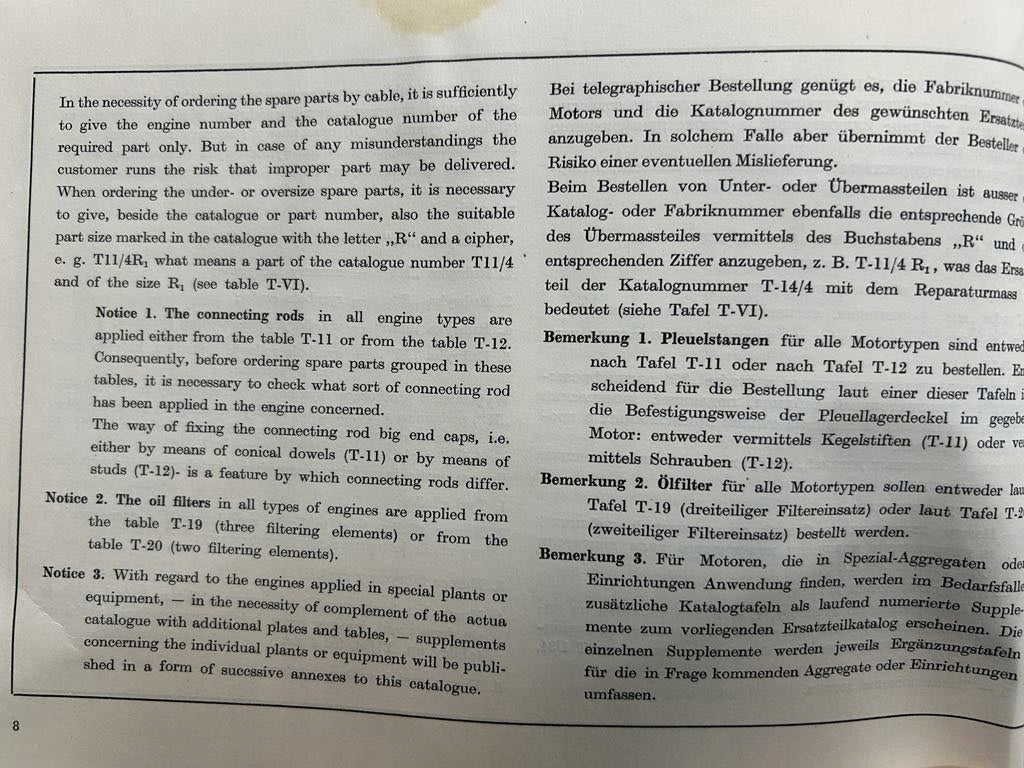 In the necessity of ordering the spare parts by cable, it is sufficiently
to give the engine number and the catalogue number of the
required part only. But in case of any misunderstandings the
customer runs the risk that improper part may be delivered.
When ordering the under- or oversize spare parts, it is necessary
to give, beside the catalogue or part number, also the suitable
part size marked in the catalogue with the letter „R“ and a cipher,
e. g. T11/4R₁ what means a part of the catalogue number T11/4
and of the size R₁ (see table T-VI).
Notice 1. The connecting rods in all engine types are
applied either from the table T-11 or from the table T-12.
Consequently, before ordering spare parts grouped in these
tables, it is necessary to check what sort of connecting rod
has been applied in the engine concerned.
The way of fixing the connecting rod big end caps, i.e.
either by means of conical dowels (T-11) or by means of
studs (T-12)- is a feature by which connecting rods differ.
Notice 2. The oil filters in all types of engines are applied from
the table T-19 (three filtering elements) or from the
table T-20 (two filtering elements).
Notice 3. With regard to the engines applied in special plants or
equipment, — in the necessity of complement of the actua
catalogue with additional plates and tables, — supplements
concerning the individual plants or equipment will be publi-
shed in a form of succssive annexes to this catalogue.
8
Bei telegraphischer Bestellung genügt es, die Fabriknummer
Motors und die Katalognummer des gewünschten
anzugeben. In solchem Falle aber übernimmt der Besteller
Risiko einer eventuellen Mislieferung.
Beim Bestellen von Unter- oder Übermassteilen ist ausser
Katalog- oder Fabriknummer ebenfalls die entsprechende
des Übermassteiles vermittels des Buchstabens „R“ und
entsprechenden Ziffer anzugeben, z. B. T-11/4 R₁, was das
teil der Katalognummer T-14/4 mit dem Reparaturmass
bedeutet (siehe Tafel T-VI).
Bemerkung 1. Pleuelstangen für alle Motortypen sind
nach Tafel T-11 oder nach Tafel T-12 zu bestellen.
scheidend für die Bestellung laut einer dieser Tafeln
die Befestigungsweise der Pleuellagerdeckel im
Motor: entweder vermittels Kegelstiften (T-11) oder
mittels Schrauben (T-12).
Bemerkung 2. Ölfilter für alle Motortypen sollen entweder
Tafel T-19 (dreiteiliger Filtereinsatz) oder laut Tafel
(zweiteiliger Filtereinsatz) bestellt werden.
Bemerkung 3. Für Motoren, die in Spezial-Aggregaten
Einrichtungen Anwendung finden, werden im Bedarfsfalle
zusätzliche Katalogtafeln als laufend numerierte Supple-
mente zum vorliegenden Ersatzteilkatalog erscheinen. Die
einzelnen Supplemente werden jeweils Ergänzungstafeln
für die in Frage kommenden Aggregate oder Einrichtungen
umfassen.